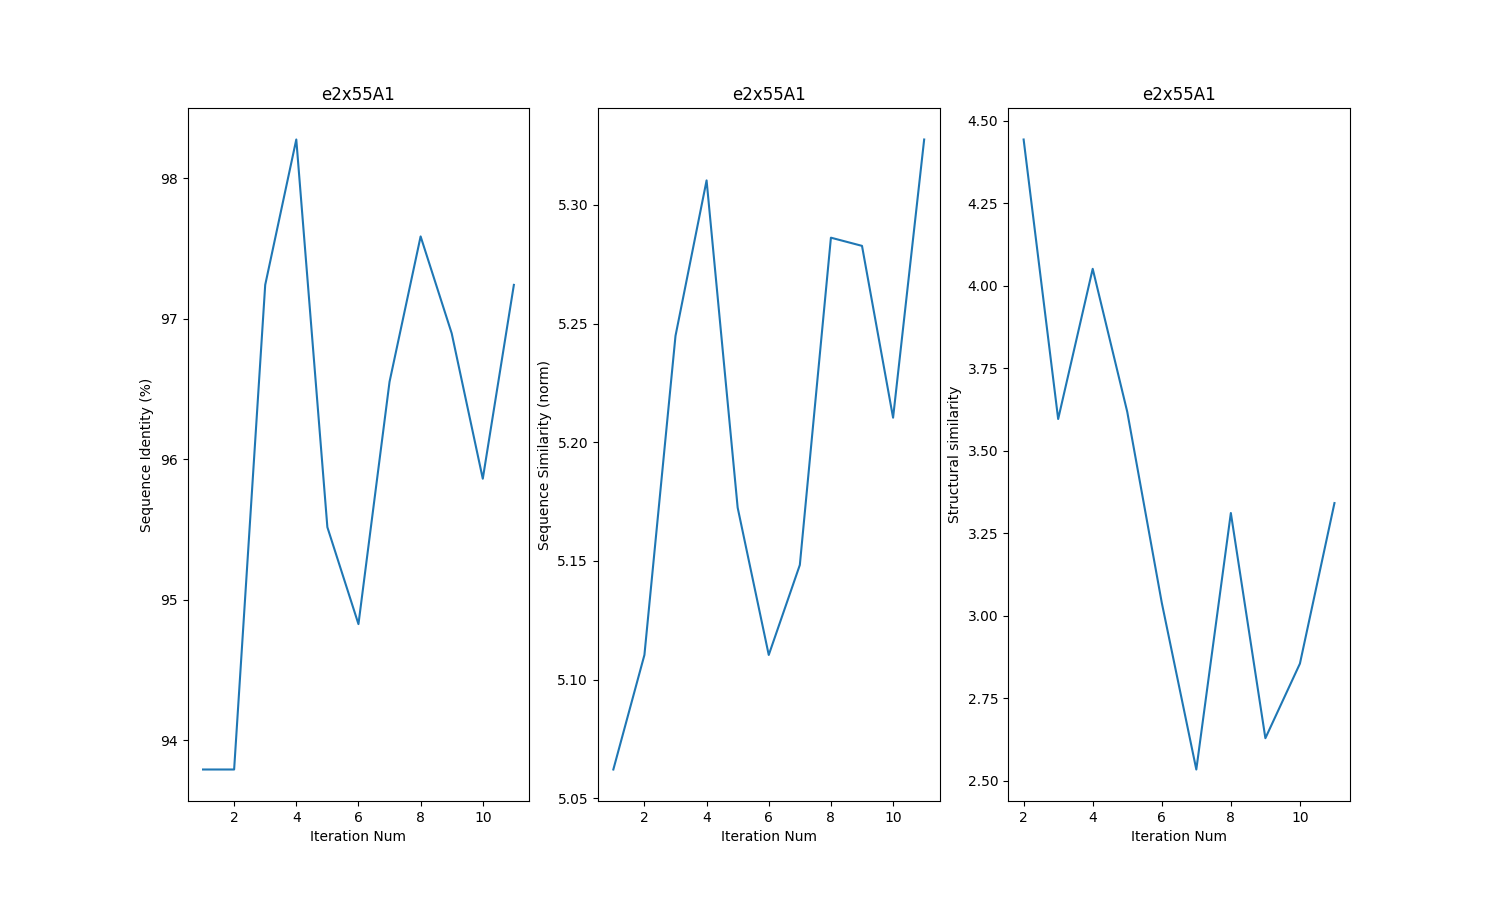 e2x55A1
Sequence Identity (%)
98
97
96
95
94
2 4 6 8 10
Iteration Num
e2x55A1
Sequence Similarity (norm)
5.30
5.25
5.20
5.15
5.10
5.05
2 4 6 8 10
Iteration Num
e2x55A1
Structural similarity
4.50
4.25
4.00
3.75
3.50
3.25
3.00
2.75
2.50
2 4 6 8 10
Iteration Num